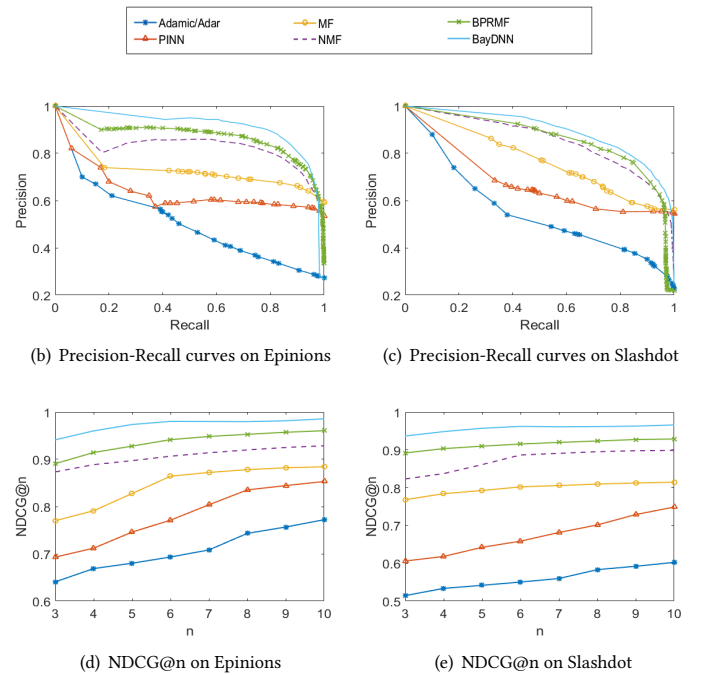 Adamic/Adar MF BPRMF
PINN NMF BayDNN
1
0.8
0.6
0.4
0.2
Precision
0 0.2 0.4 0.6 0.8 1
Recall
(b) Precision-Recall curves on Epinions
1
0.8
0.6
0.4
0.2
Precision
0 0.2 0.4 0.6 0.8 1
Recall
(c) Precision-Recall curves on Slashdot
1
0.9
0.8
0.7
0.6
NDCG@n
3 4 5 6 7 8 9 10
n
(d) NDCG@n on Epinions
1
0.9
0.8
0.7
0.6
0.5
NDCG@n
3 4 5 6 7 8 9 10
n
(e) NDCG@n on Slashdot